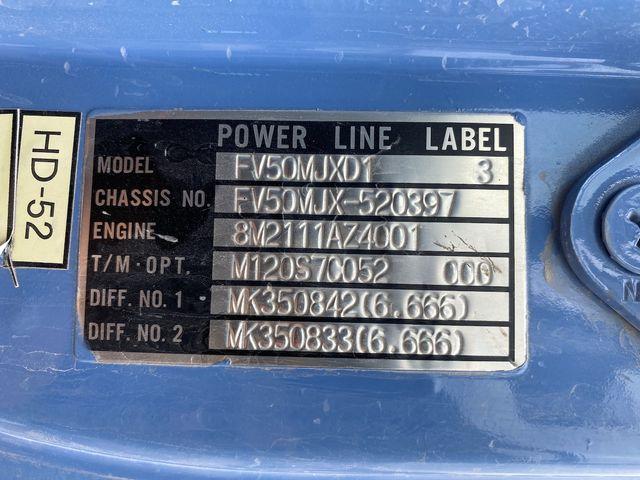 HD-52
POWER LINE LABEL
MODEL FV50MJXD1 3
CHASSIS NO. FV50MJX-520397
ENGINE 8M2111AZ4001
T/M·OPT. M120S7C052 000
DIFF. NO. 1 MK350842(6.666)
DIFF. NO. 2 MK350833(6.666)
N